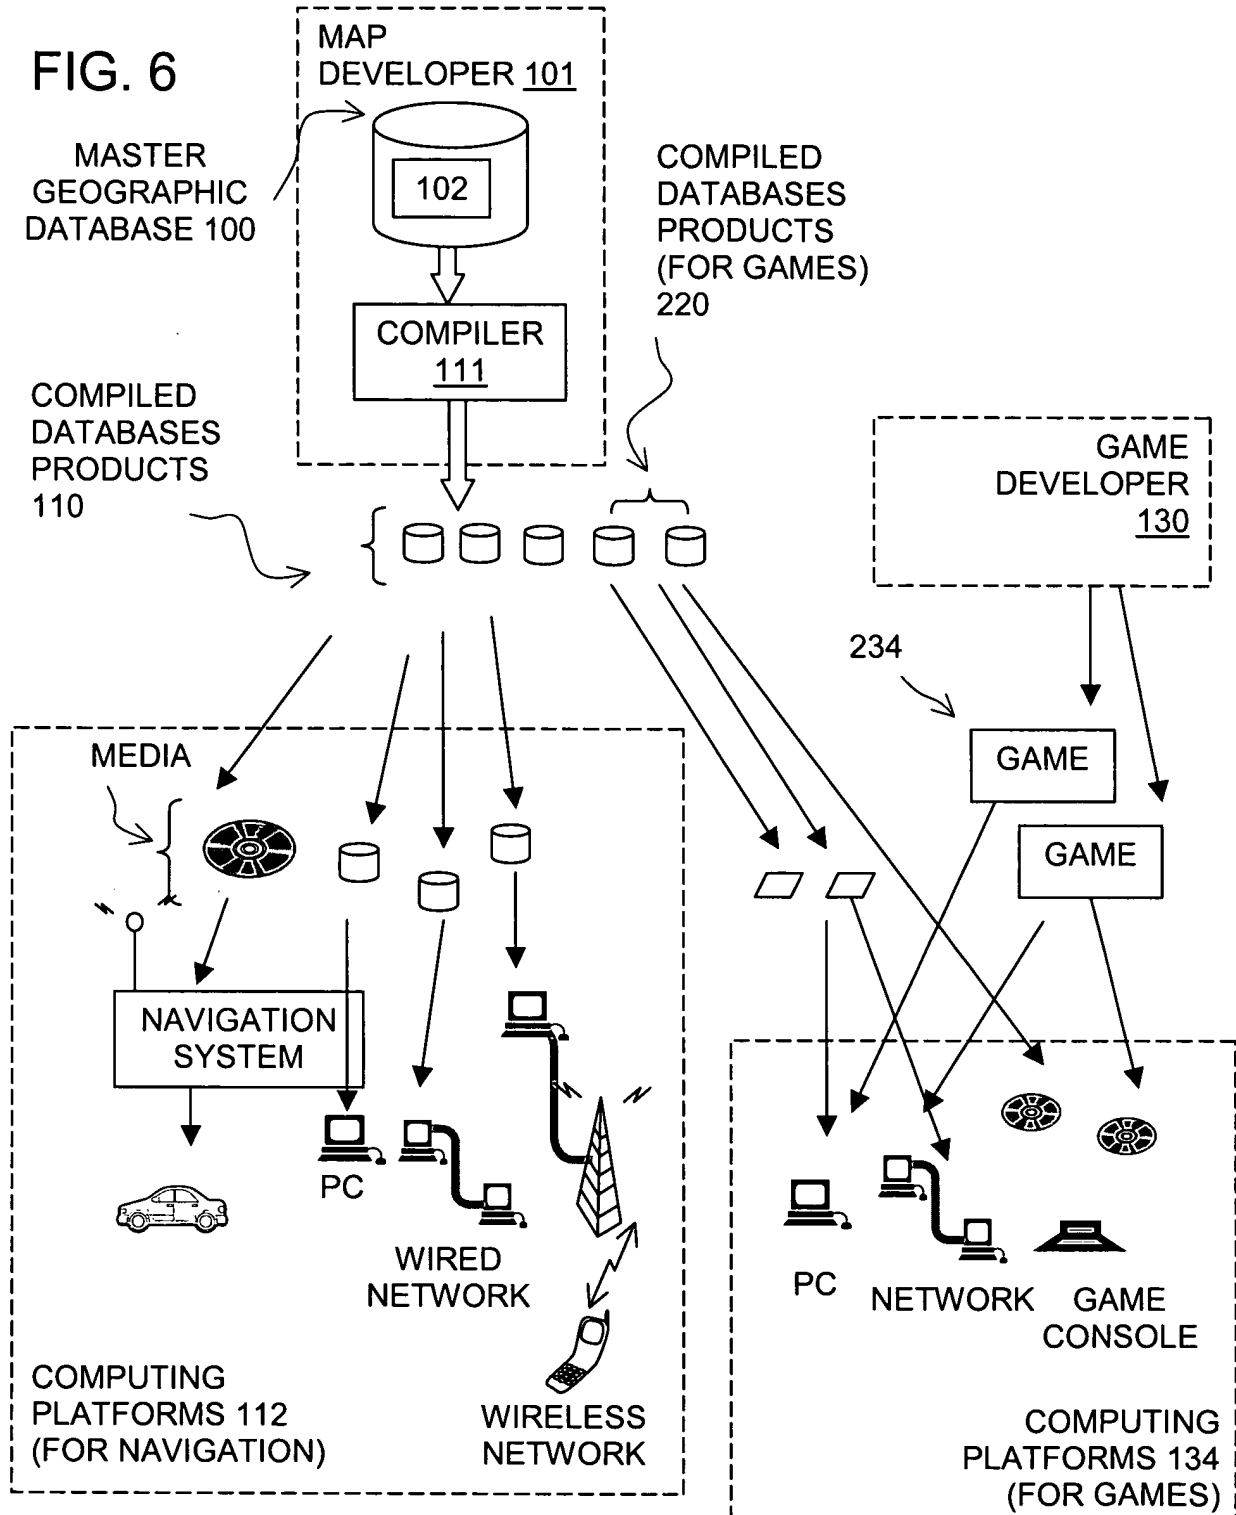 FIG. 6
MAP
DEVELOPER 101
MASTER
GEOGRAPHIC
DATABASE 100
102
COMPILED
DATABASES
PRODUCTS
(FOR GAMES)
220
COMPILER
111
COMPILED
DATABASES
PRODUCTS
110
GAME
DEVELOPER
130
234
GAME
GAME
MEDIA
NAVIGATION
SYSTEM
PC
WIRED
NETWORK
WIRELESS
NETWORK
COMPUTING
PLATFORMS 112
(FOR NAVIGATION)
PC
NETWORK
GAME
CONSOLE
COMPUTING
PLATFORMS 134
(FOR GAMES)